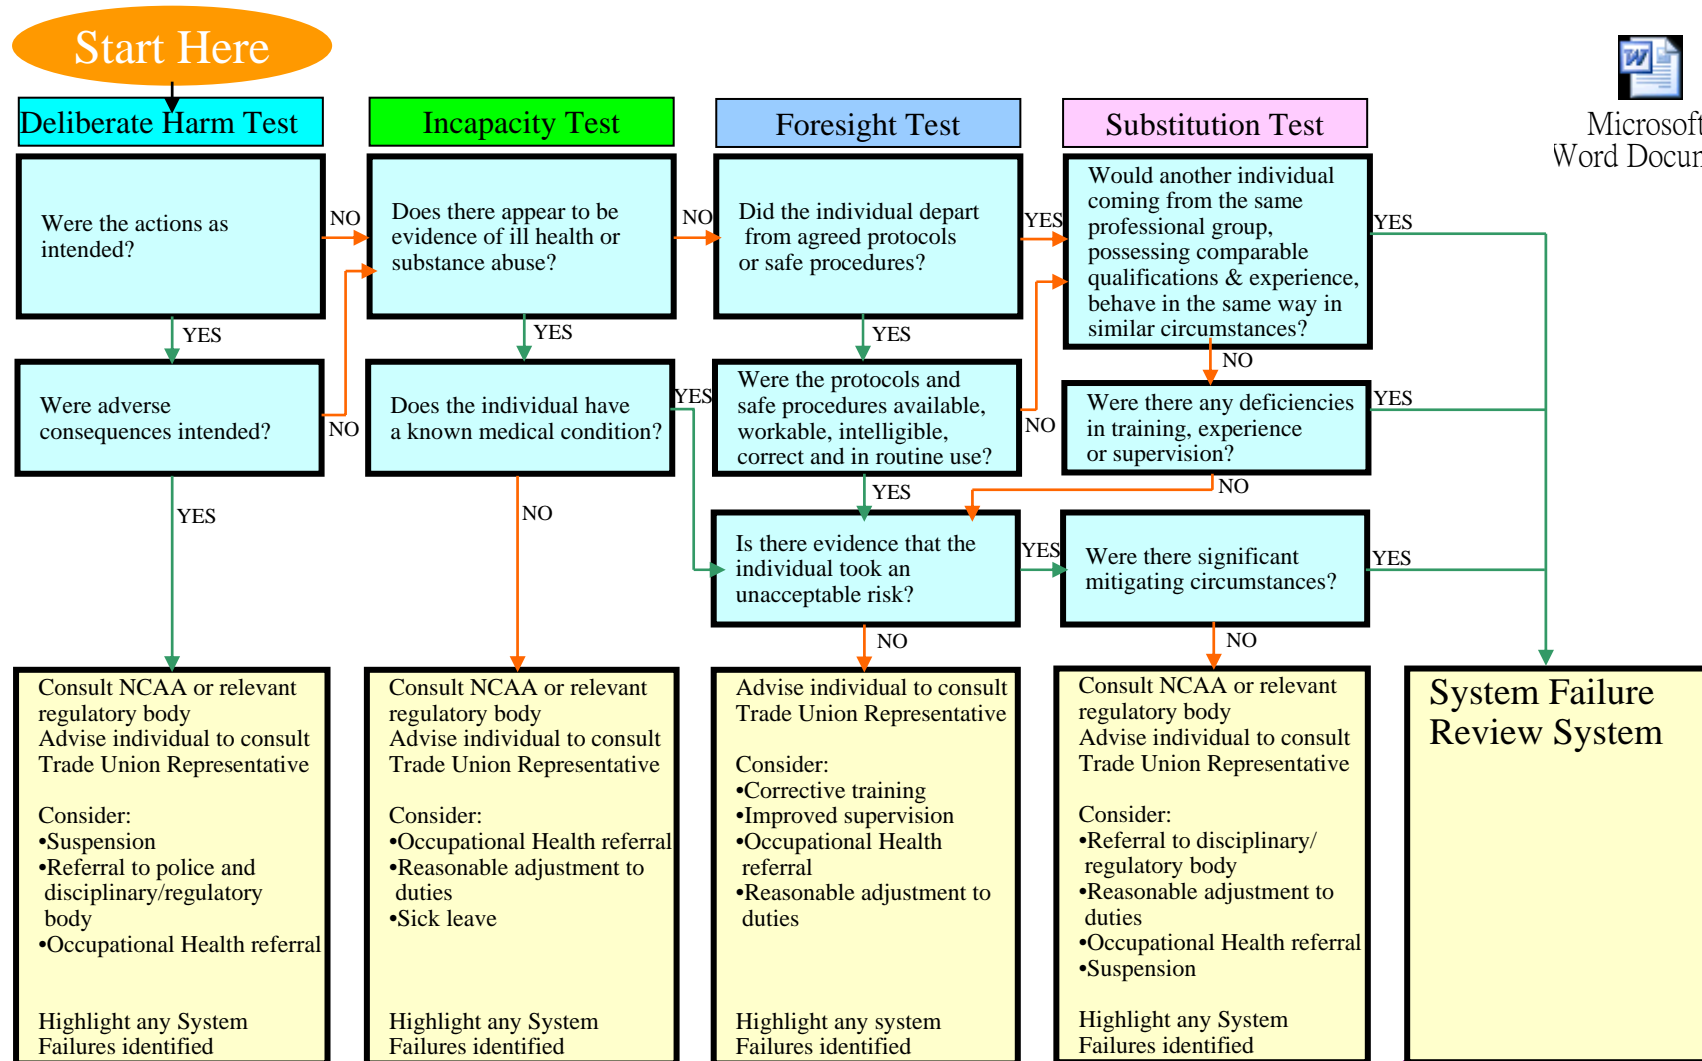 Start Here
Microsoft
Word Docum
Deliberate Harm Test
Incapacity Test
Foresight Test
Substitution Test
Were the actions as
intended?
NO
YES
Were adverse
consequences intended?
NO
YES
Consult NCAA or relevant
regulatory body
Advise individual to consult
Trade Union Representative
Consider:
•Suspension
•Referral to police and
disciplinary/regulatory
body
•Occupational Health referral
Highlight any System
Failures identified
Does there appear to be
evidence of ill health or
substance abuse?
NO
YES
Does the individual have
a known medical condition?
YES
NO
Consult NCAA or relevant
regulatory body
Advise individual to consult
Trade Union Representative
Consider:
•Occupational Health referral
•Reasonable adjustment to
duties
•Sick leave
Highlight any System
Failures identified
Did the individual depart
from agreed protocols
or safe procedures?
YES
YES
Were the protocols and
safe procedures available,
workable, intelligible,
correct and in routine use?
NO
YES
Is there evidence that the
individual took an
unacceptable risk?
YES
NO
Advise individual to consult
Trade Union Representative
Consider:
•Corrective training
•Improved supervision
•Occupational Health
referral
•Reasonable adjustment to
duties
Highlight any system
Failures identified
Would another individual
coming from the same
professional group,
possessing comparable
qualifications & experience,
behave in the same way in
similar circumstances?
YES
NO
Were there any deficiencies
in training, experience
or supervision?
YES
NO
Were there significant
mitigating circumstances?
YES
NO
Consult NCAA or relevant
regulatory body
Advise individual to consult
Trade Union Representative
Consider:
•Referral to disciplinary/
regulatory body
•Reasonable adjustment to
duties
•Occupational Health referral
•Suspension
Highlight any System
Failures identified
System Failure
Review System